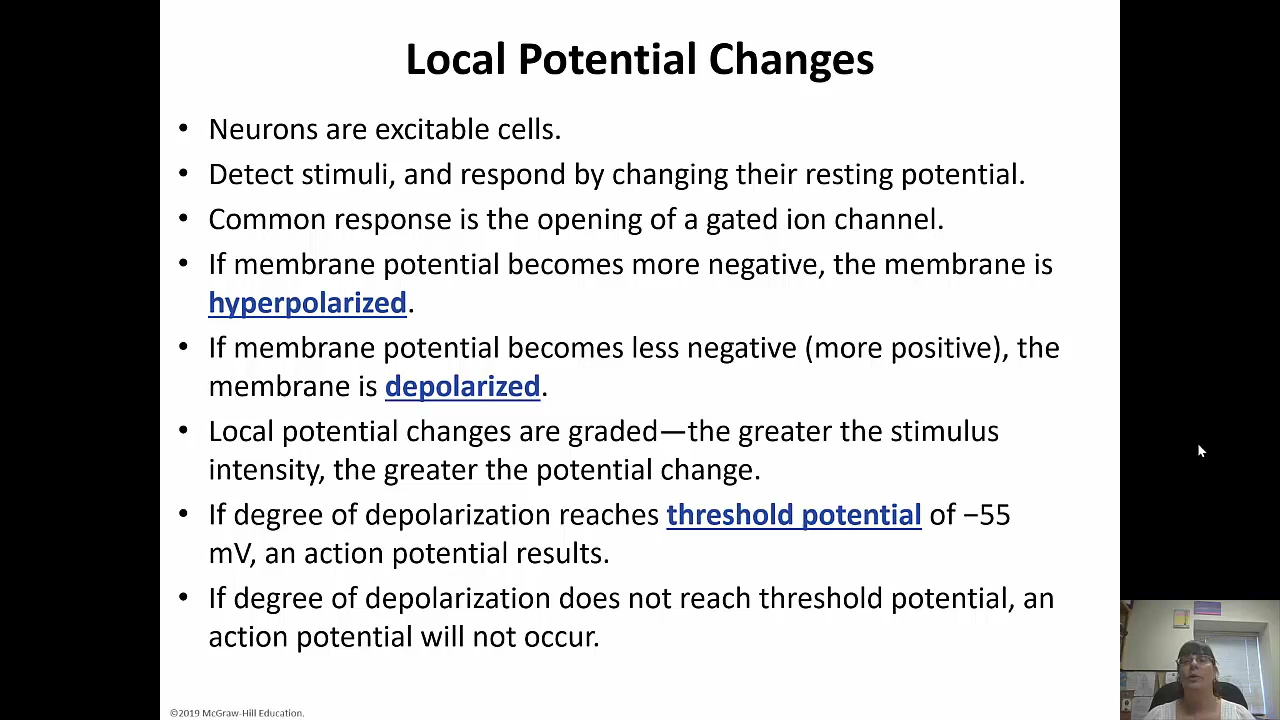 Local Potential Changes
• Neurons are excitable cells.
• Detect stimuli, and respond by changing their resting potential.
• Common response is the opening of a gated ion channel.
• If membrane potential becomes more negative, the membrane is
hyperpolarized.
• If membrane potential becomes less negative (more positive), the
membrane is depolarized.
• Local potential changes are graded—the greater the stimulus
intensity, the greater the potential change.
• If degree of depolarization reaches threshold potential of −55
mV, an action potential results.
• If degree of depolarization does not reach threshold potential, an
action potential will not occur.
©2019 McGraw-Hill Education.